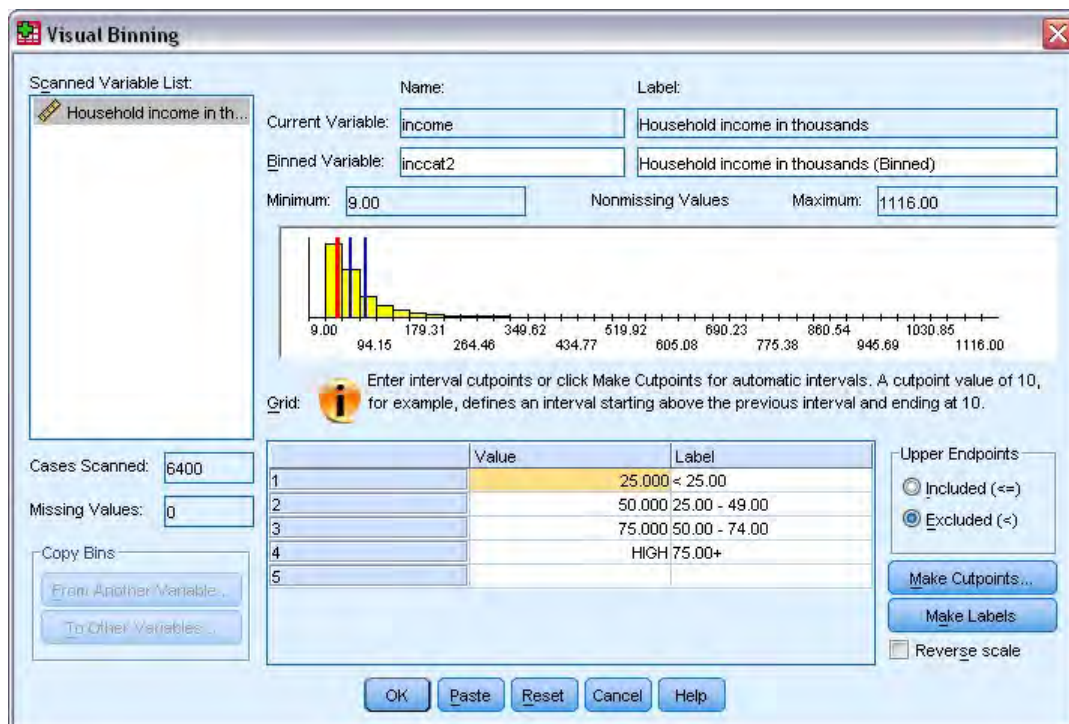 Visual Binning
Scanned Variable List:
Household income in th...
Name:
Label:
Current Variable:
income
Household income in thousands
Binned Variable:
inccat2
Household income in thousands (Binned)
Minimum:
9.00
Nonmissing Values
Maximum:
1116.00
9.00 179.31 349.62 519.92 690.23 860.54 1030.85
94.15 264.46 434.77 605.08 775.38 945.69 1116.00
Enter interval cutpoints or click Make Cutpoints for automatic intervals. A cutpoint value of 10,
Grid:
for example, defines an interval starting above the previous interval and ending at 10.
Cases Scanned:
6400
Missing Values:
0
Copy Bins
From Another Variable...
To Other Variables...
Value Label
1 25.000 < 25.00
2 50.000 25.00 - 49.00
3 75.000 50.00 - 74.00
4 HIGH 75.00+
5
Upper Endpoints
Included (<=)
Excluded (<)
Make Cutpoints...
Make Labels
Reverse scale
OK Paste Reset Cancel Help